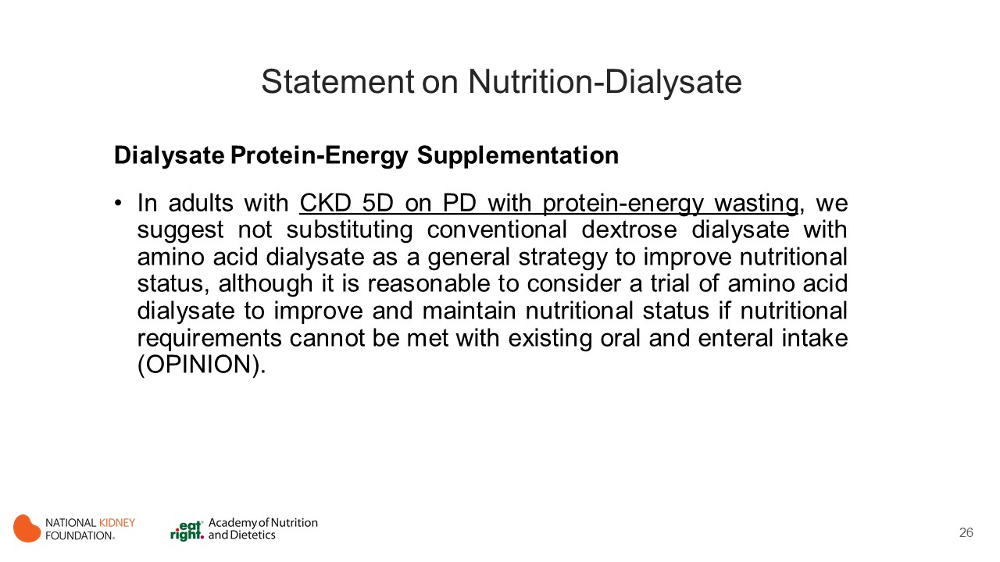 Statement on Nutrition-Dialysate
Dialysate Protein-Energy Supplementation
• In adults with CKD 5D on PD with protein-energy wasting, we
suggest not substituting conventional dextrose dialysate with
amino acid dialysate as a general strategy to improve nutritional
status, although it is reasonable to consider a trial of amino acid
dialysate to improve and maintain nutritional status if nutritional
requirements cannot be met with existing oral and enteral intake
(OPINION).
NATIONAL KIDNEY
FOUNDATION®
eat
right.
Academy of Nutrition
and Dietetics
26